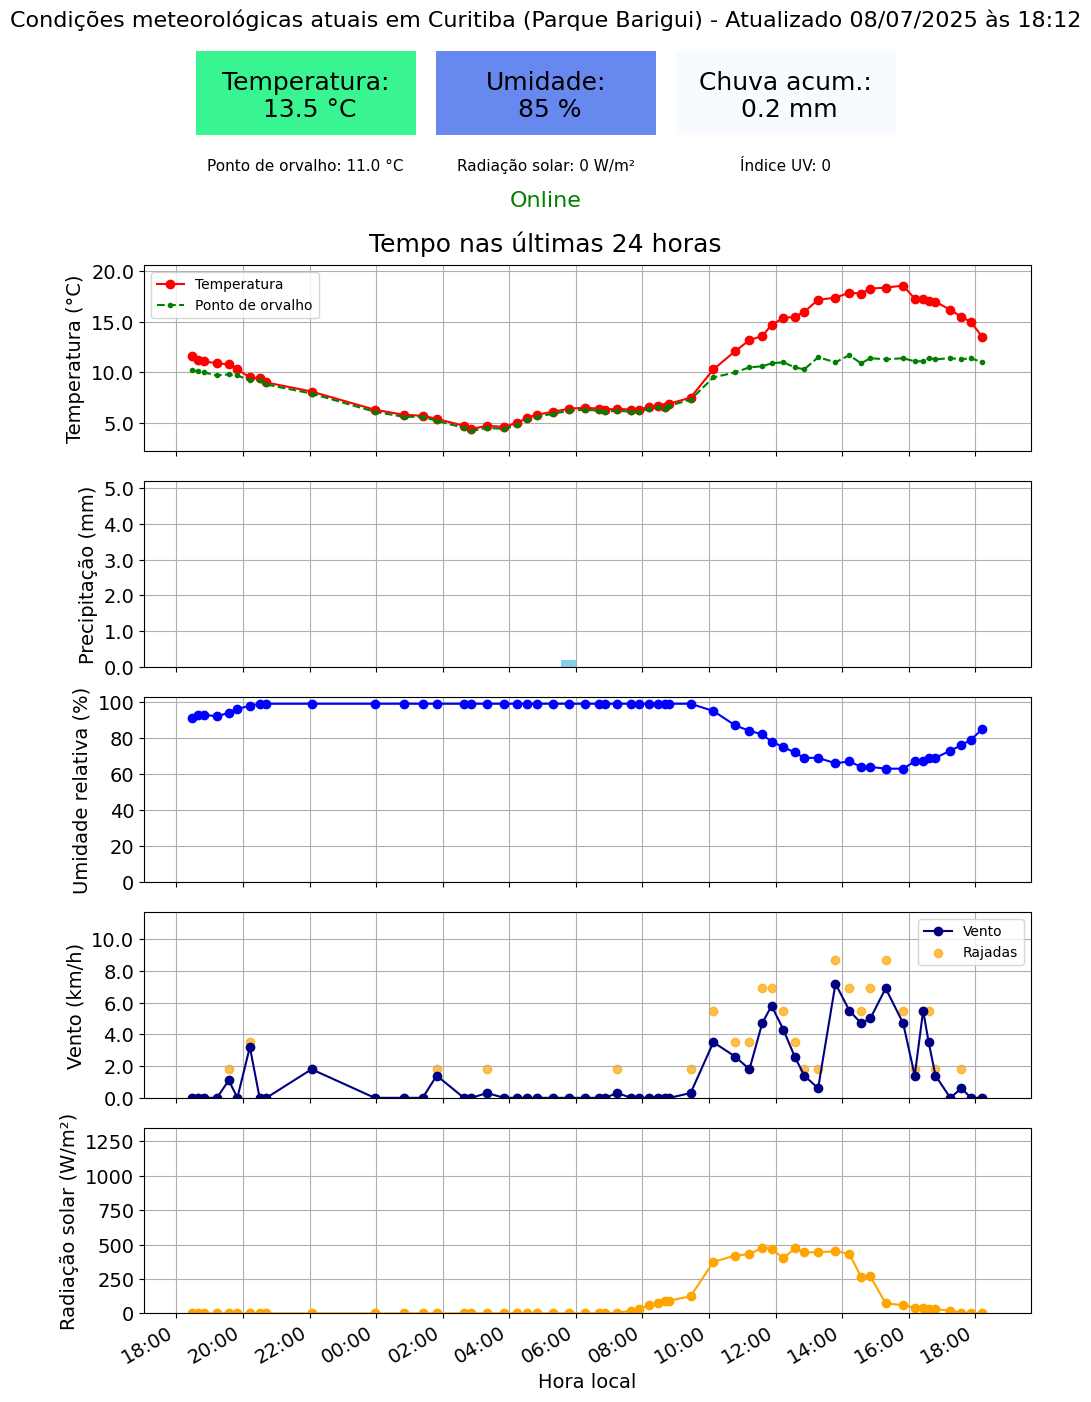 Condições meteorológicas atuais em Curitiba (Parque Barigui) - Atualizado 08/07/2025 às 18:12
Temperatura:
13.5 °C
Umidade:
85 %
Chuva acum.:
0.2 mm
Ponto de orvalho: 11.0 °C
Radiação solar: 0 W/m²
Índice UV: 0
Online
Tempo nas últimas 24 horas
Temperatura (°C)
20.0
15.0
10.0
5.0
Temperatura
Ponto de orvalho
Precipitação (mm)
5.0
4.0
3.0
2.0
1.0
0.0
Umidade relativa (%)
100
80
60
40
20
0
Vento (km/h)
10.0
8.0
6.0
4.0
2.0
0.0
Vento
Rajadas
Radiação solar (W/m²)
1250
1000
750
500
250
0
18:00
20:00
22:00
00:00
02:00
04:00
06:00
08:00
10:00
12:00
14:00
16:00
18:00
Hora local